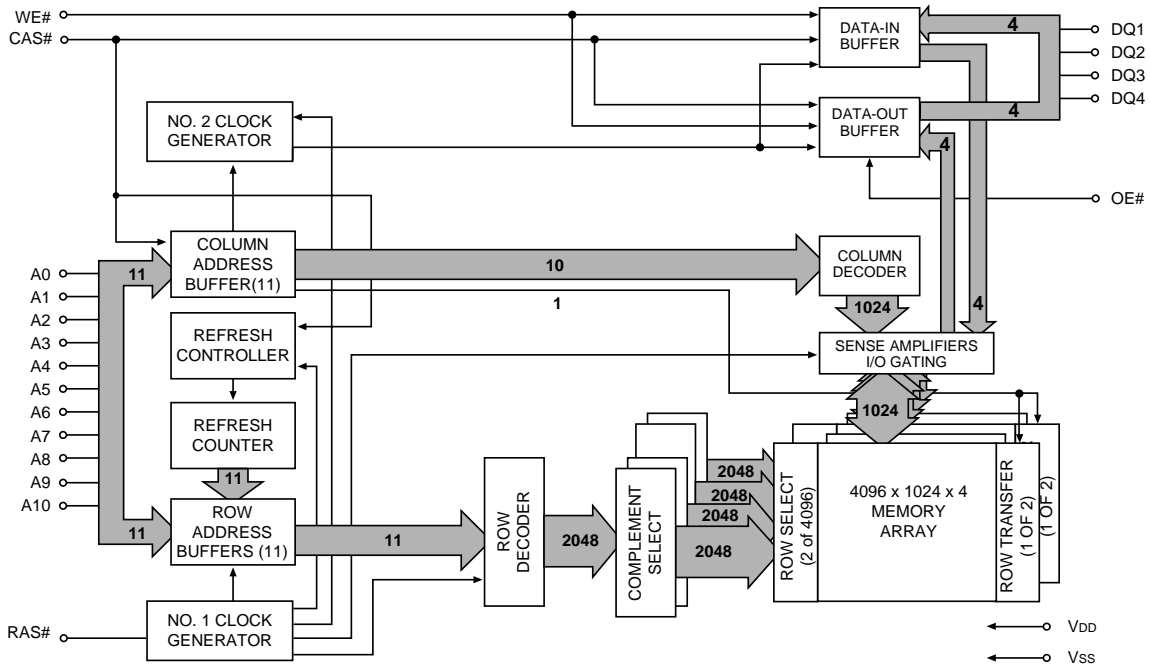 WE#
CAS#
DATA-IN
BUFFER
4
DQ1
DQ2
DQ3
DQ4
NO. 2 CLOCK
GENERATOR
DATA-OUT
BUFFER
4
4
OE#
COLUMN
ADDRESS
BUFFER(11)
11
10
COLUMN
DECODER
1
1024
4
A0
A1
A2
A3
A4
A5
A6
A7
A8
A9
A10
REFRESH
CONTROLLER
SENSE AMPLIFIERS
I/O GATING
1024
REFRESH
COUNTER
11
ROW
ADDRESS
BUFFERS (11)
11
11
ROW
DECODER
2048
COMPLEMENT
SELECT
2048
2048
2048
2048
ROW SELECT
(2 of 4096)
4096 x 1024 x 4
MEMORY
ARRAY
ROW TRANSFER
(1 OF 2)
(1 OF 2)
NO. 1 CLOCK
GENERATOR
RAS#
VDD
VSS